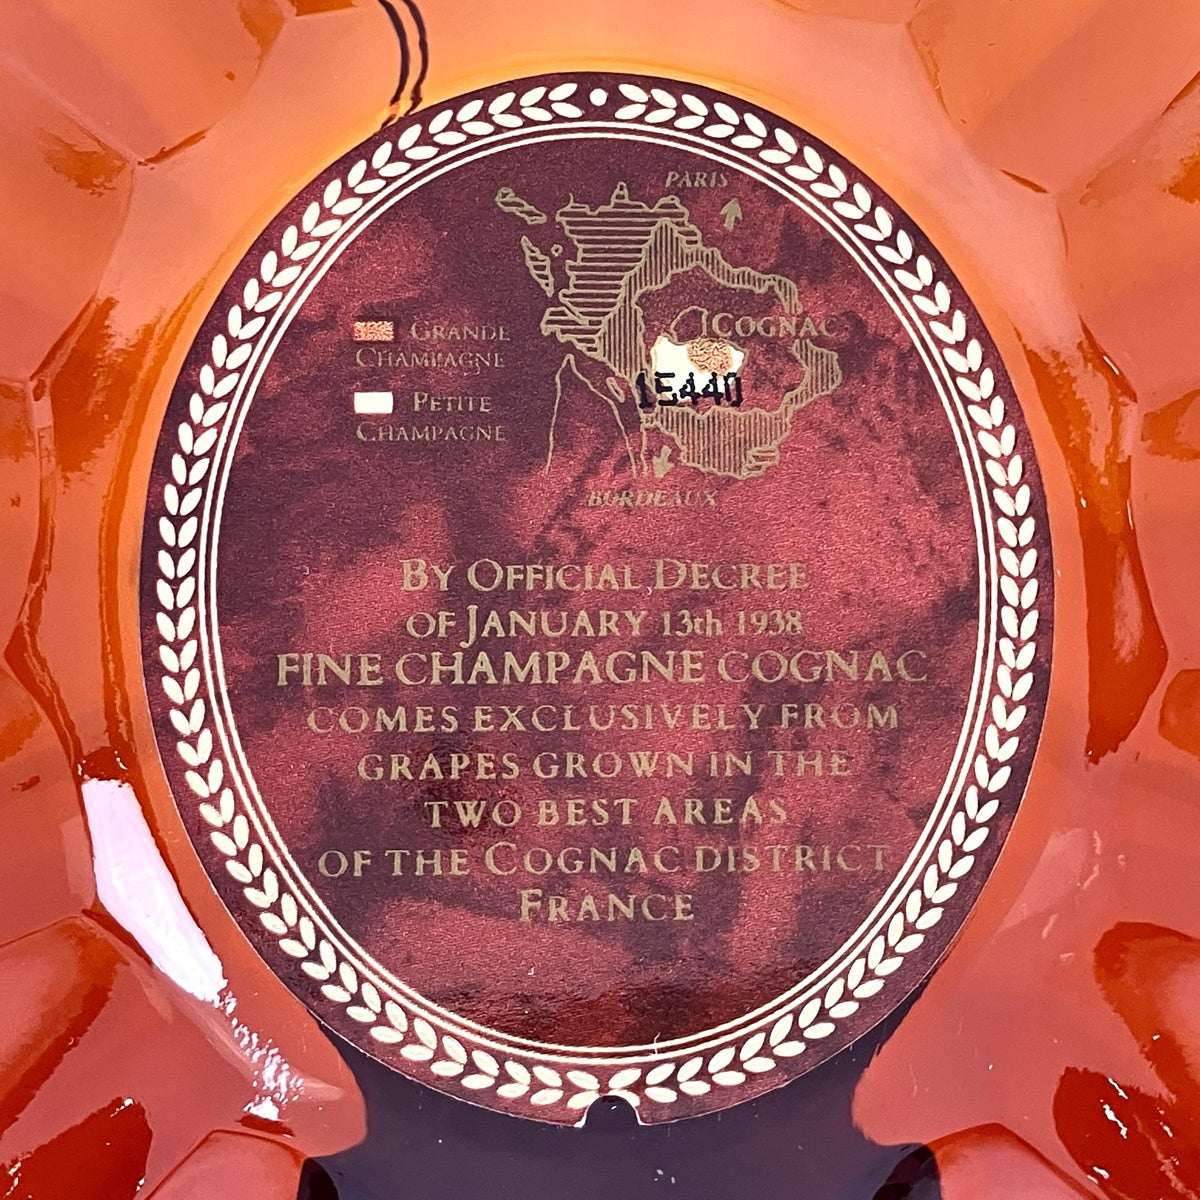 PARIS
COGNAC
GRANDE
CHAMPAGNE
15440
PETITE
CHAMPAGNE
BORDEAUX
BY OFFICIAL DECREE
OF JANUARY 13th 1938
FINE CHAMPAGNE COGNAC
COMES EXCLUSIVELY FROM
GRAPES GROWN IN THE
TWO BEST AREAS
OF THE COGNAC DISTRICT
FRANCE